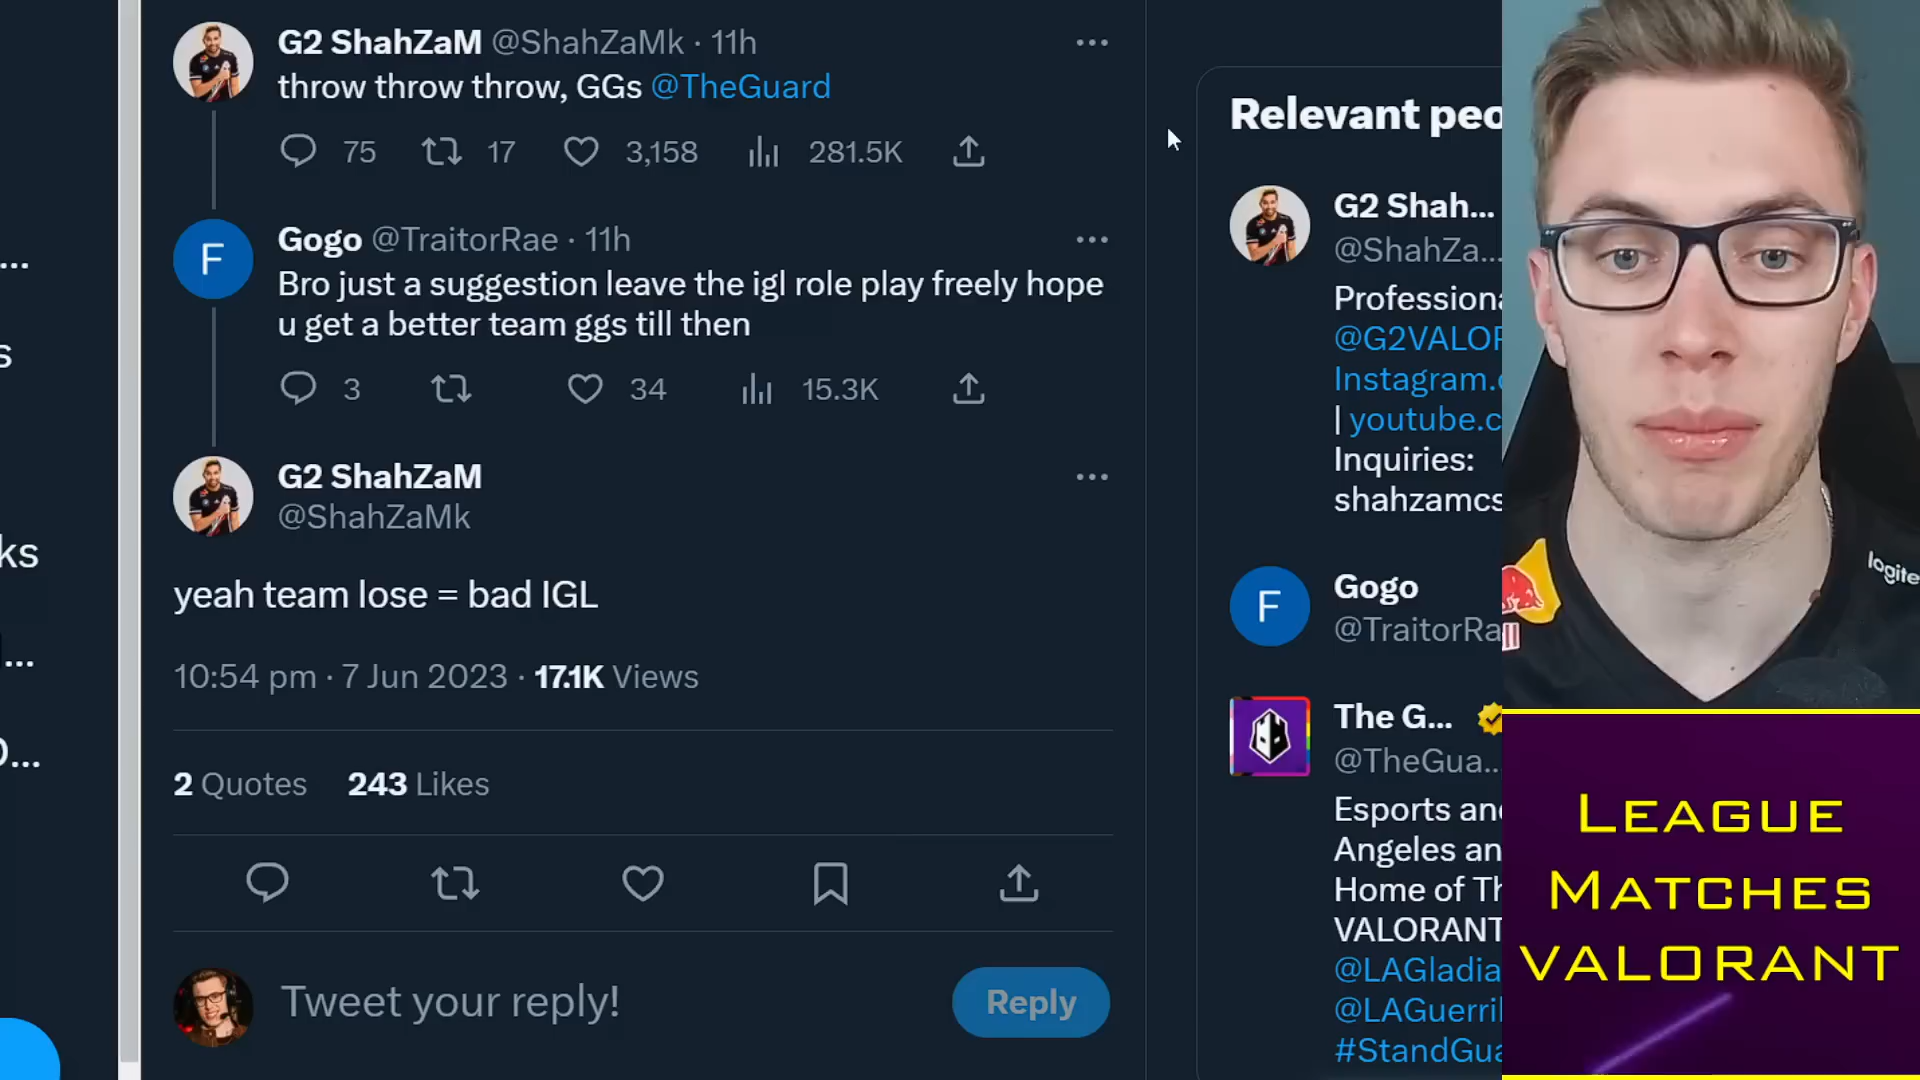 G2 ShahZaM @ShahZaMk · 11h
throw throw throw, GGs @TheGuard
75 17 3,158 281.5K
Gogo @TraitorRae · 11h
Bro just a suggestion leave the igl role play freely hope
u get a better team ggs till then
3 34 15.3K
G2 ShahZaM
@ShahZaMk
yeah team lose = bad IGL
10:54 pm · 7 Jun 2023 · 17.1K Views
2 Quotes 243 Likes
Tweet your reply!
Reply
F
...
s
ks
...
...
Relevant peo
G2 Shah...
@ShahZa...
Professiona
@G2VALOR
Instagram.c
| youtube.c
Inquiries:
shahzamcs
F
Gogo
@TraitorRa
The G...
@TheGua...
Esports and
Angeles an
Home of Th
VALORANT
@LAGladia
@LAGuerril
#StandGua
logite
LEAGUE
MATCHES
VALORANT